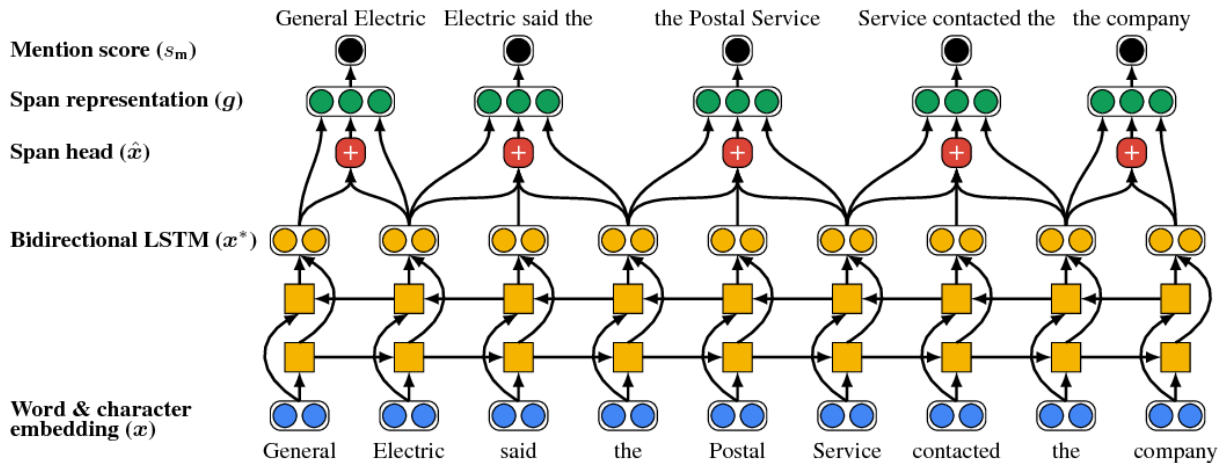 General Electric Electric said the the Postal Service Service contacted the the company
Mention score (sₘ)
Span representation (g)
+ + + + +
Span head (x̂)
Bidirectional LSTM (x*)
Word & character
embedding (x)
General Electric said the Postal Service contacted the company